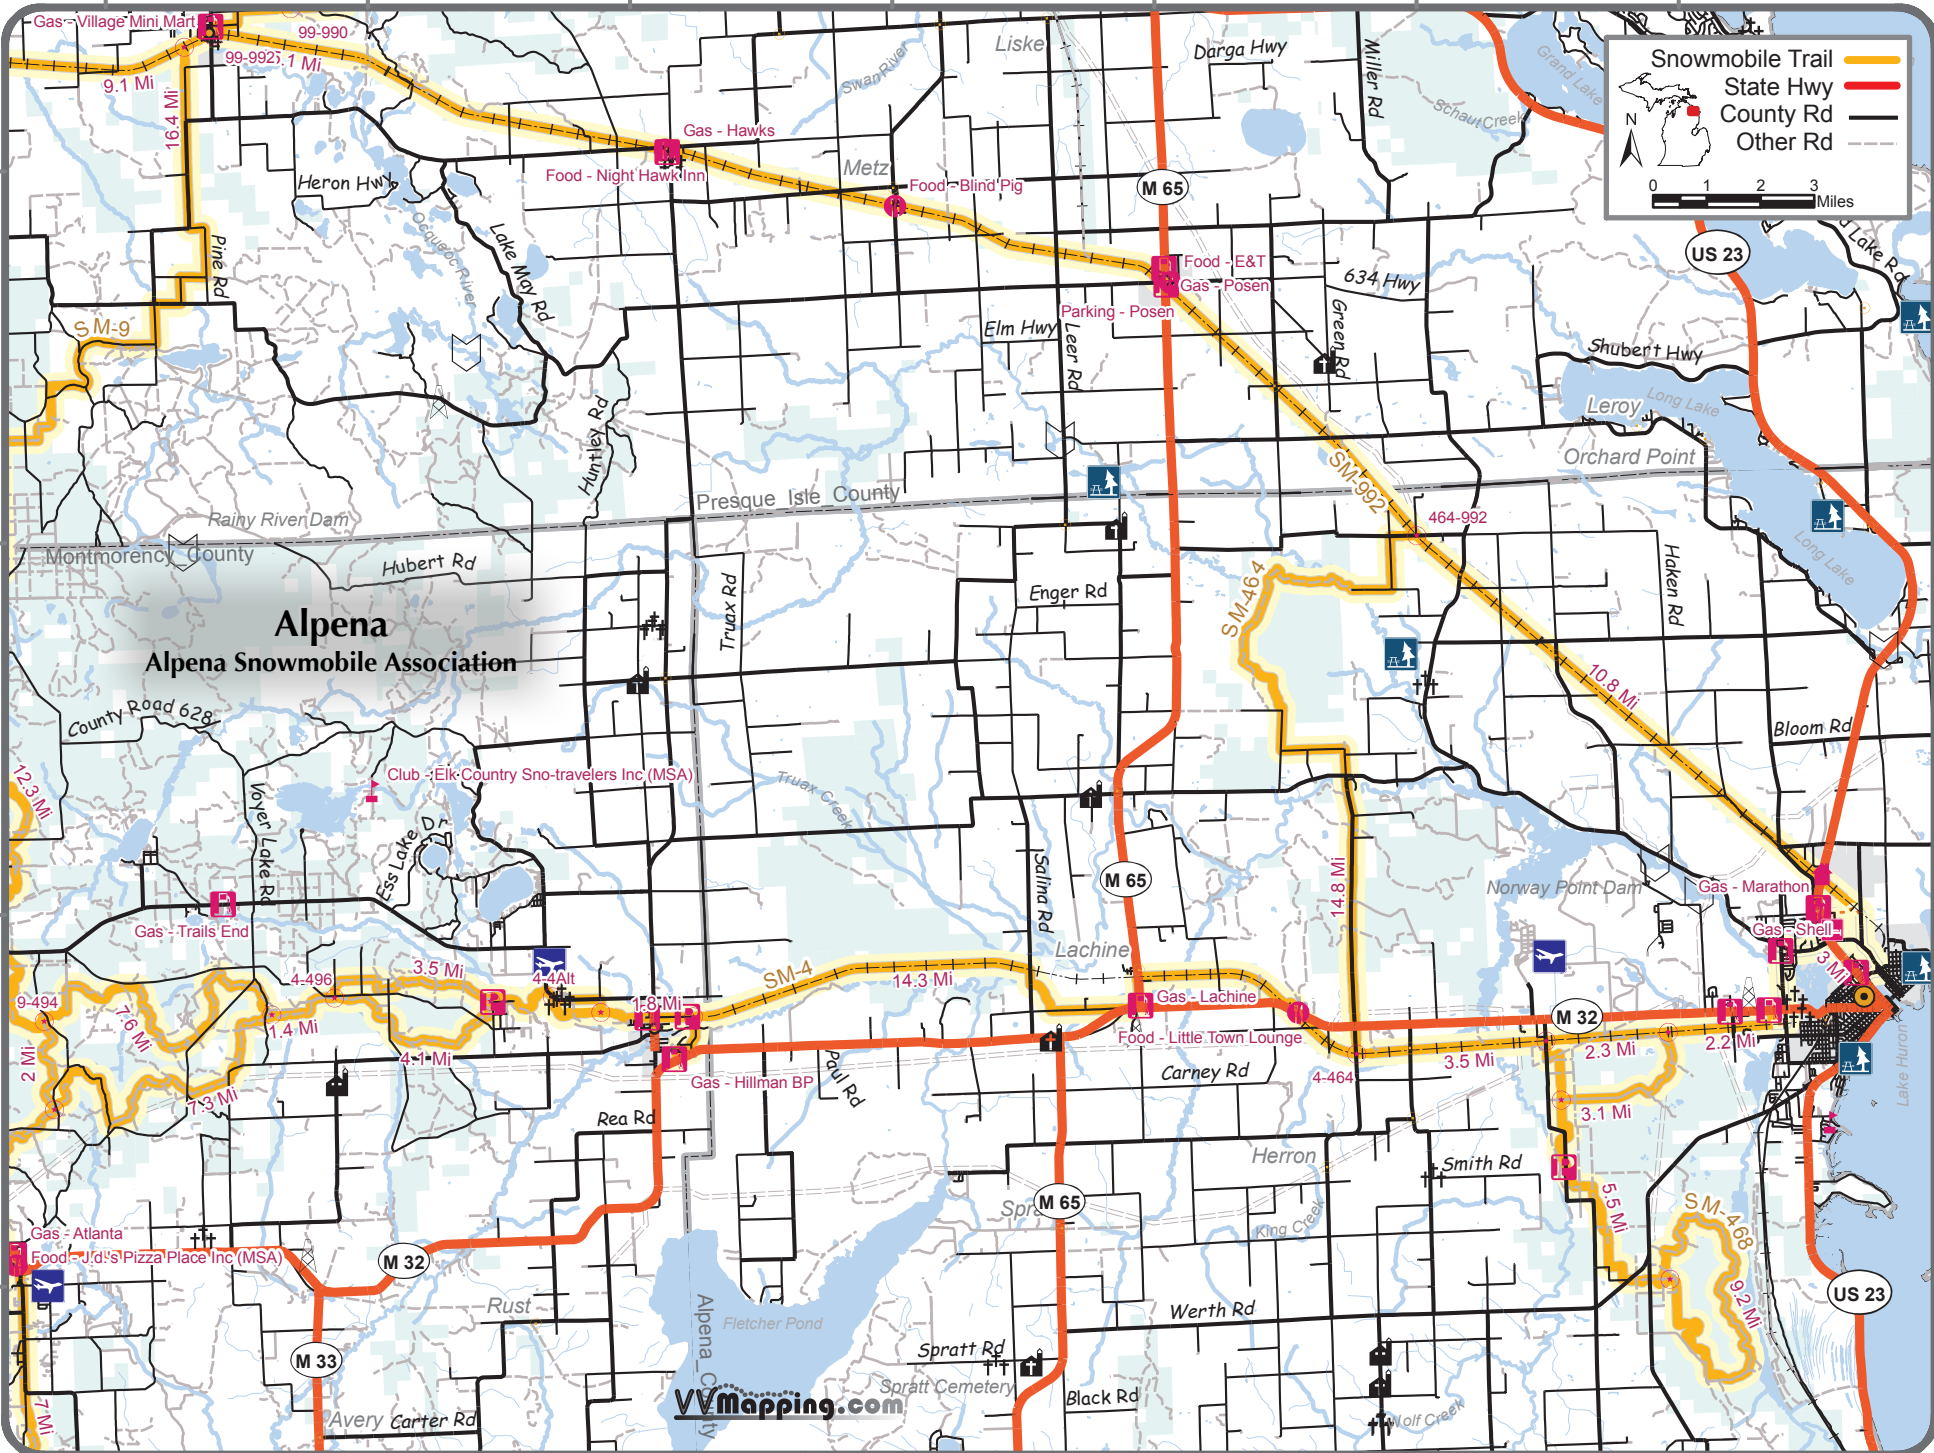 Gas - Village Mini Mart
99-990
99-992
5.1 Mi
9.1 Mi
16.4 Mi
Liske
Swan River
Darga Hwy
Miller Rd
Grand Lake
Schaut Creek
Snowmobile Trail
State Hwy
County Rd
Other Rd
N
0 1 2 3
Miles
Gas - Hawks
Food - Night Hawk Inn
Metz
Food - Blind Pig
M 65
Heron Hwy
Ocqueoc River
Lake May Rd
Pine Rd
SM-9
US 23
Lake Rd
Food - E&T
Gas - Posen
Parking - Posen
634 Hwy
Green Rd
Elm Hwy
Leer Rd
Shubert Hwy
Leroy
Long Lake
Orchard Point
Huntley Rd
SM-992
Presque Isle County
Rainy River Dam
Montmorency County
464-992
Long Lake
Hubert Rd
Truax Rd
Enger Rd
SM-464
Haken Rd
Alpena
Alpena Snowmobile Association
10.8 Mi
County Road 628
Bloom Rd
Club - Elk Country Sno-travelers Inc (MSA)
12.3 Mi
Voyer Lake Rd
Ess Lake Dr
Truax Creek
Salina Rd
M 65
14.8 Mi
Norway Point Dam
Gas - Marathon
Gas - Shell
3 Mi
Gas - Trails End
Lachine
3.5 Mi
4-4Alt
4-496
SM-4
14.3 Mi
9-494
7.6 Mi
1.4 Mi
1.8 Mi
Gas - Lachine
M 32
Food - Little Town Lounge
2 Mi
4.1 Mi
7.3 Mi
Gas - Hillman BP
Paul Rd
Carney Rd
4-464
3.5 Mi
2.3 Mi
2.2 Mi
Lake Huron
Rea Rd
3.1 Mi
Herron
Smith Rd
M 65
Spr
King Creek
5.5 Mi
SM-468
9.2 Mi
Gas - Atlanta
Food - J.d.'s Pizza Place Inc (MSA)
M 32
US 23
Rust
Alpena County
Fletcher Pond
Werth Rd
M 33
Spratt Rd
Spratt Cemetery
Black Rd
VVMapping.com
Wolf Creek
7 Mi
Avery
Carter Rd